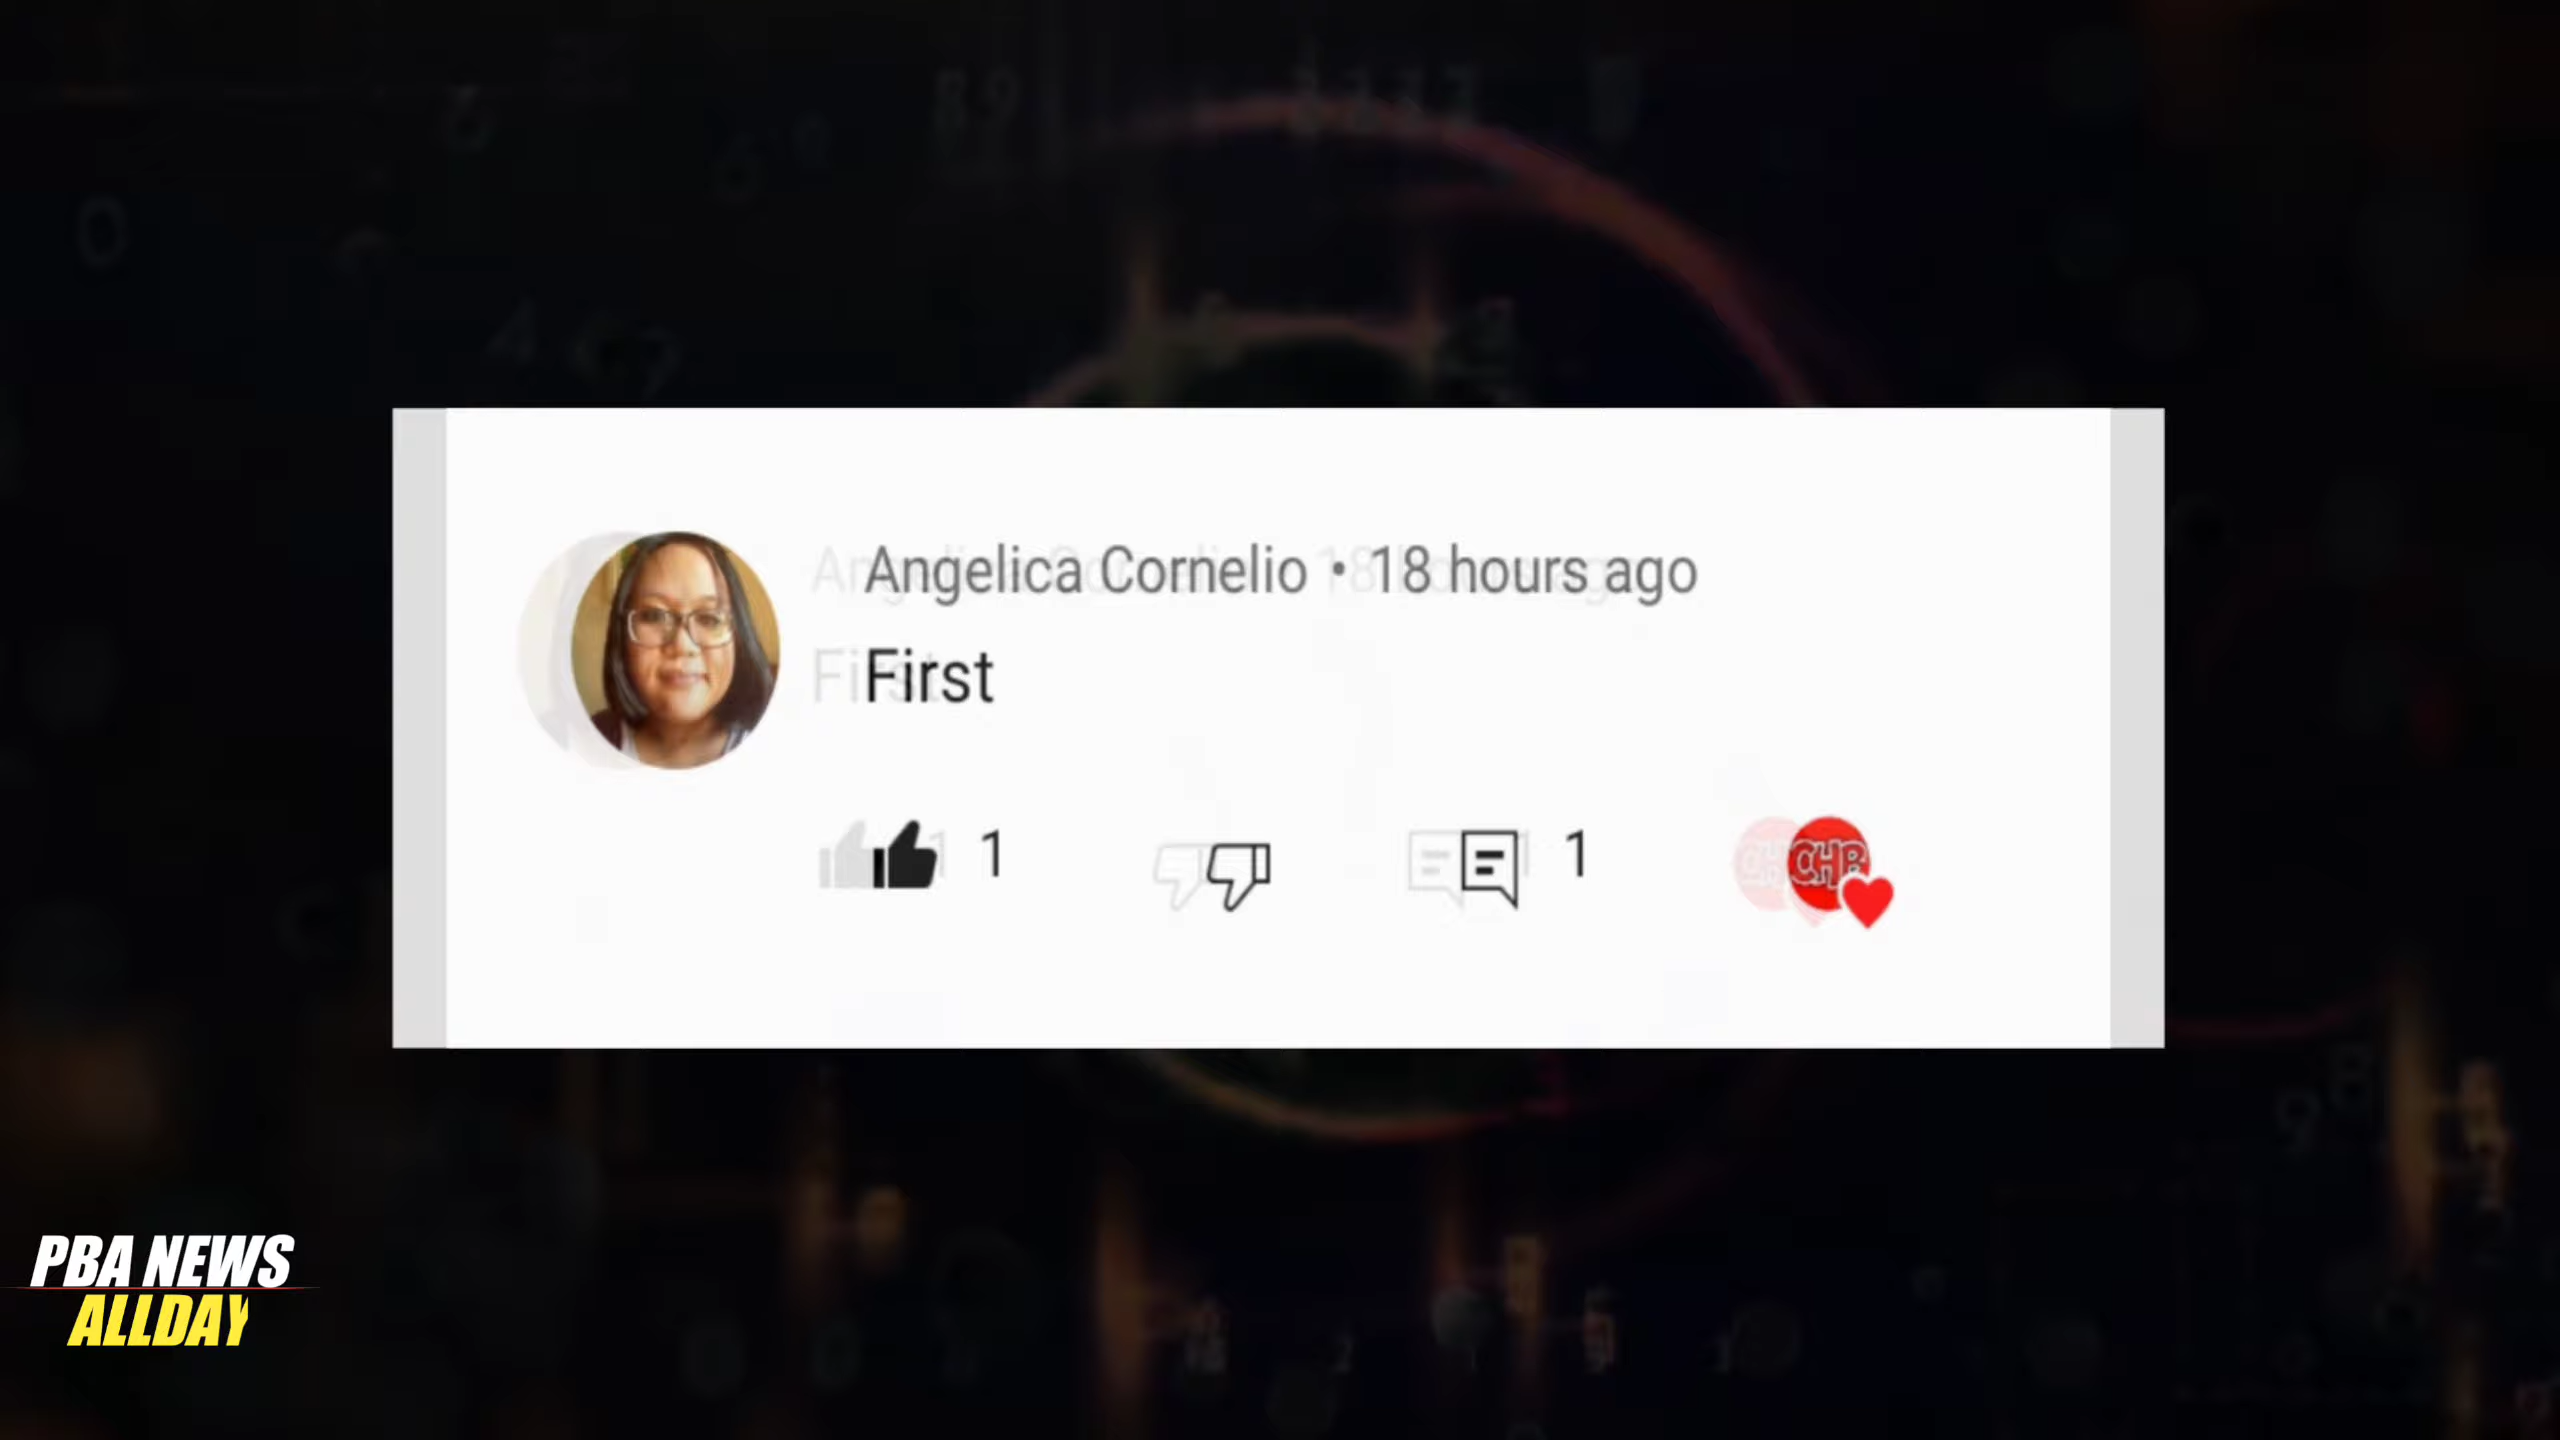 Angelica Cornelio • 18 hours ago
First
1
1
CHB
PBA NEWS
ALLDAY